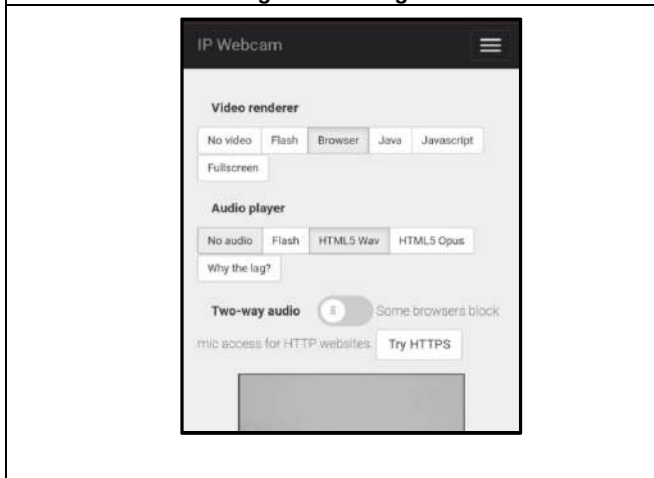 IP Webcam
Video renderer
No video Flash Browser Java Javascript
Fullscreen
Audio player
No audio Flash HTML5 Wav HTML5 Opus
Why the lag?
Two-way audio Some browsers block
mic access for HTTP websites. Try HTTPS